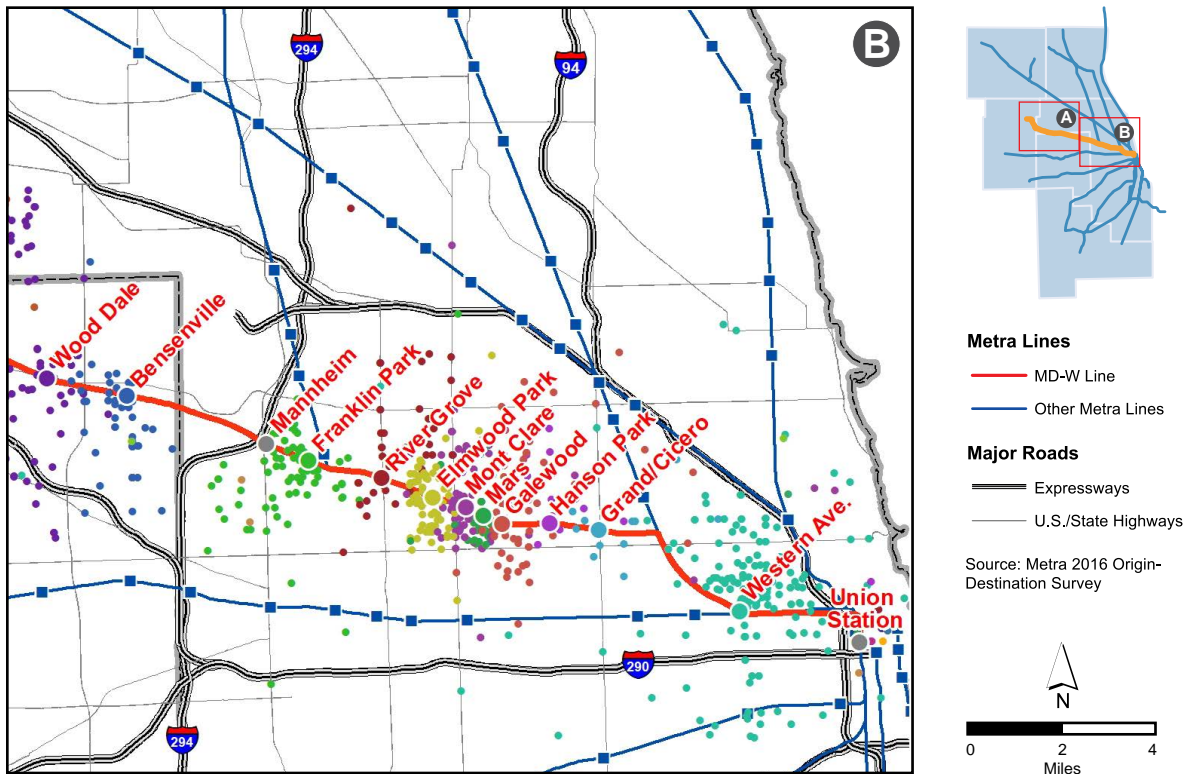 B
294
94
Wood Dale
Bensenville
Mannheim
Franklin Park
River Grove
Elmwood Park
Mont Clare
Mars
Galewood
Hanson Park
Grand/Cicero
Western Ave.
Union
Station
290
294
A
B
Metra Lines
MD-W Line
Other Metra Lines
Major Roads
Expressways
U.S./State Highways
Source: Metra 2016 Origin-
Destination Survey
N
0 2 4
Miles